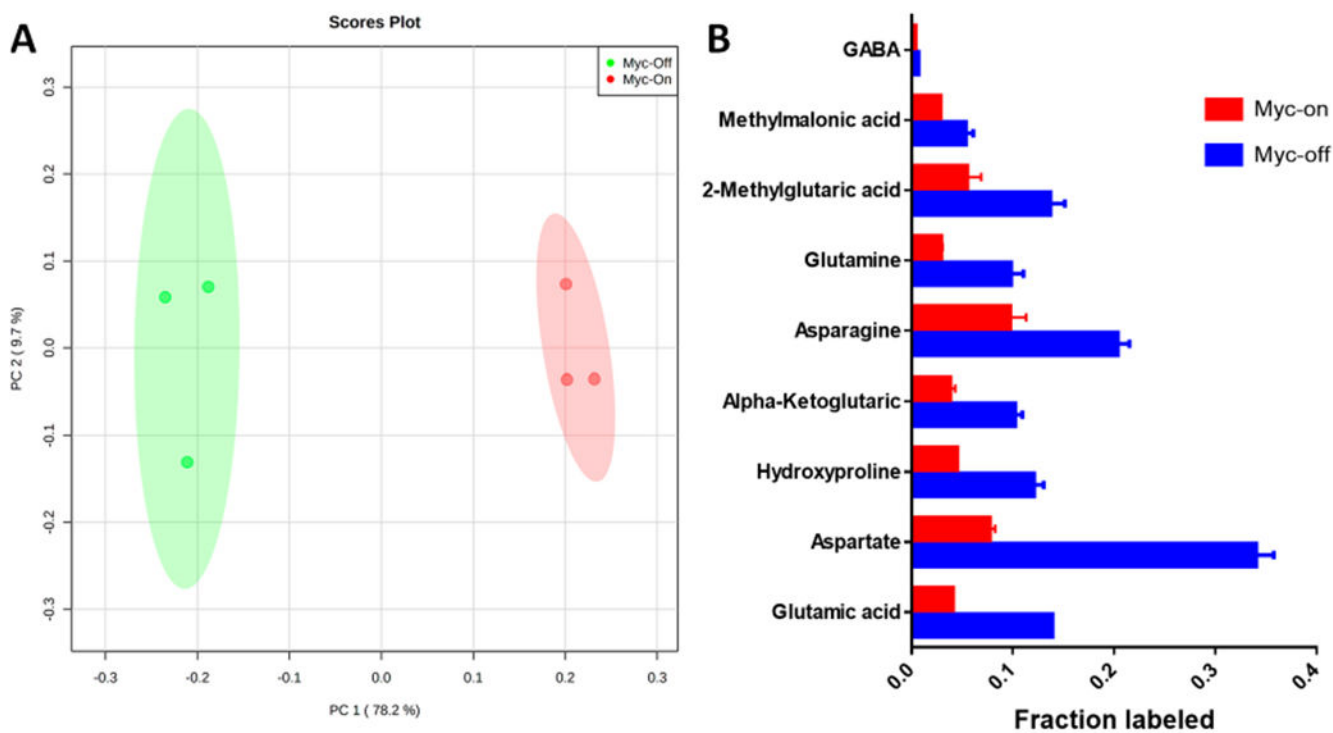 A
Scores Plot
Myc-Off
Myc-On
0.3
0.2
0.1
0.0
-0.1
-0.2
-0.3
PC 2 ( 9.7 %)
-0.3
-0.2
-0.1
0.0
0.1
0.2
0.3
PC 1 ( 78.2 %)
B
GABA
Methylmalonic acid
2-Methylglutaric acid
Glutamine
Asparagine
Alpha-Ketoglutaric
Hydroxyproline
Aspartate
Glutamic acid
Myc-on
Myc-off
0.0
0.1
0.2
0.3
0.4
Fraction labeled